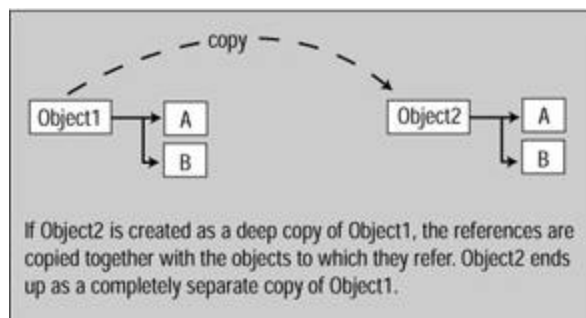 copy
Object1
A
B
Object2
A
B
If Object2 is created as a deep copy of Object1, the references are
copied together with the objects to which they refer. Object2 ends
up as a completely separate copy of Object1.